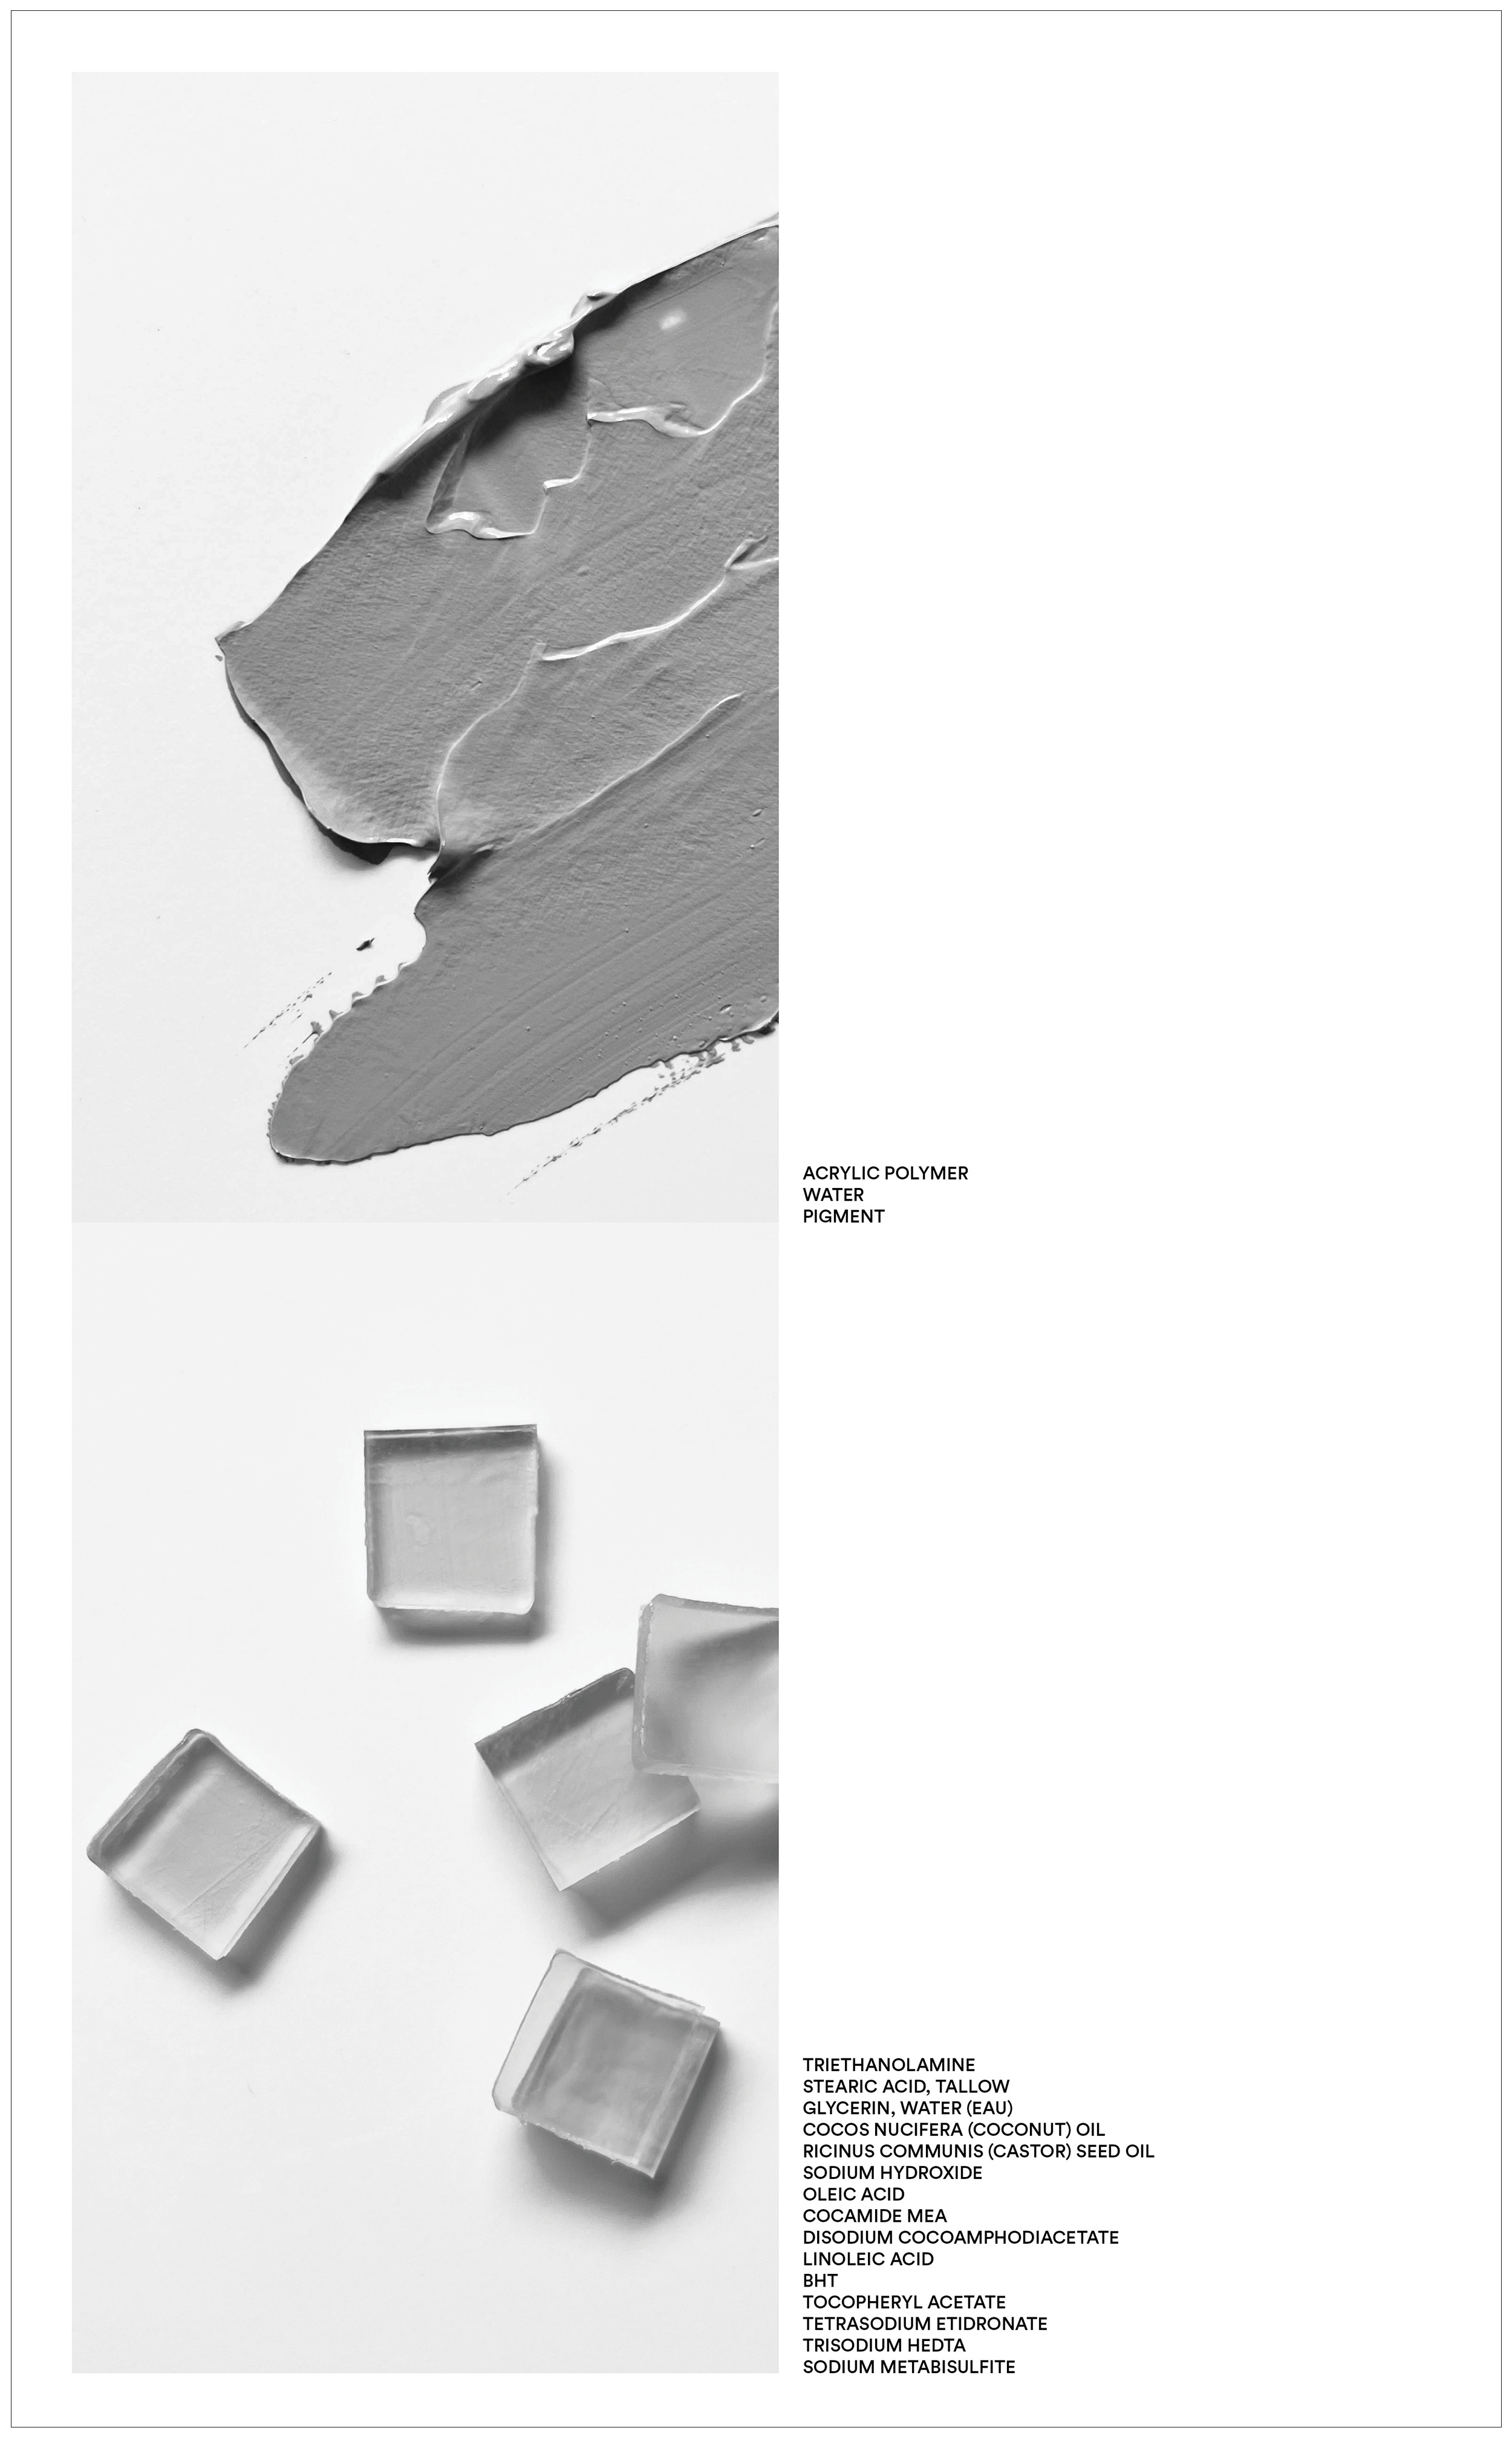 ACRYLIC POLYMER
WATER
PIGMENT
TRIETHANOLAMINE
STEARIC ACID, TALLOW
GLYCERIN, WATER (EAU)
COCOS NUCIFERA (COCONUT) OIL
RICINUS COMMUNIS (CASTOR) SEED OIL
SODIUM HYDROXIDE
OLEIC ACID
COCAMIDE MEA
DISODIUM COCOAMPHODIACETATE
LINOLEIC ACID
BHT
TOCOPHERYL ACETATE
TETRASODIUM ETIDRONATE
TRISODIUM HEDTA
SODIUM METABISULFITE